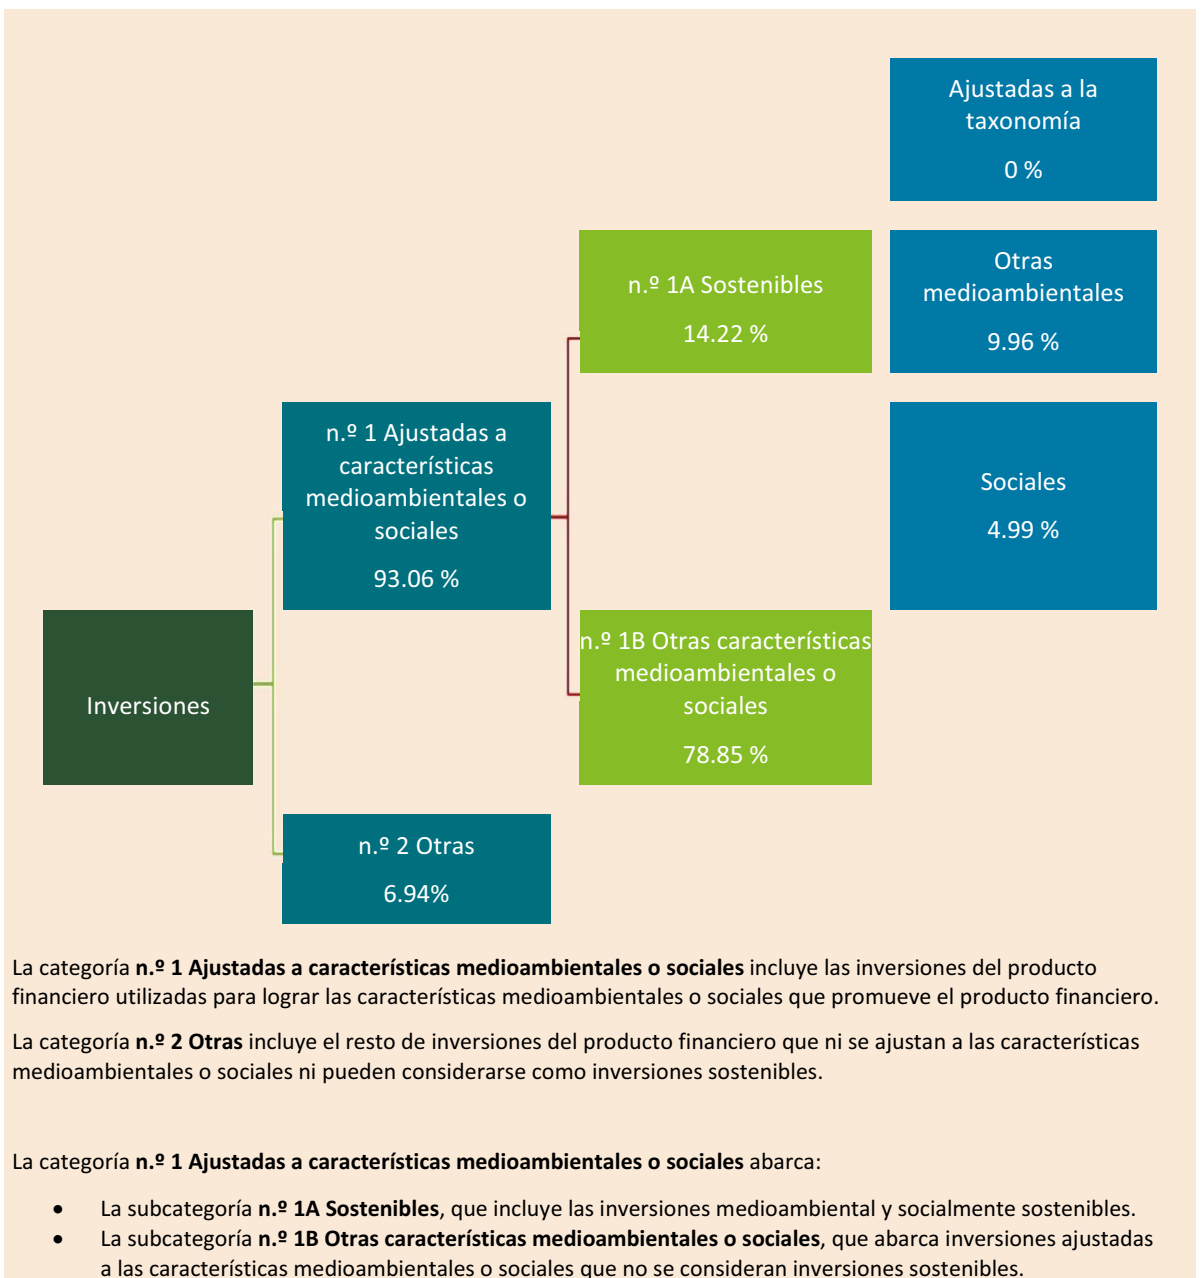 Ajustadas a la
taxonomía
0 %
n.º 1A Sostenibles
14.22 %
Otras
medioambientales
9.96 %
n.º 1 Ajustadas a
características
medioambientales o
sociales
93.06 %
Sociales
4.99 %
Inversiones
n.º 1B Otras características
medioambientales o
sociales
78.85 %
n.º 2 Otras
6.94%
La categoría n.º 1 Ajustadas a características medioambientales o sociales incluye las inversiones del producto
financiero utilizadas para lograr las características medioambientales o sociales que promueve el producto financiero.
La categoría n.º 2 Otras incluye el resto de inversiones del producto financiero que ni se ajustan a las características
medioambientales o sociales ni pueden considerarse como inversiones sostenibles.
La categoría n.º 1 Ajustadas a características medioambientales o sociales abarca:
• La subcategoría n.º 1A Sostenibles, que incluye las inversiones medioambiental y socialmente sostenibles.
• La subcategoría n.º 1B Otras características medioambientales o sociales, que abarca inversiones ajustadas
a las características medioambientales o sociales que no se consideran inversiones sostenibles.